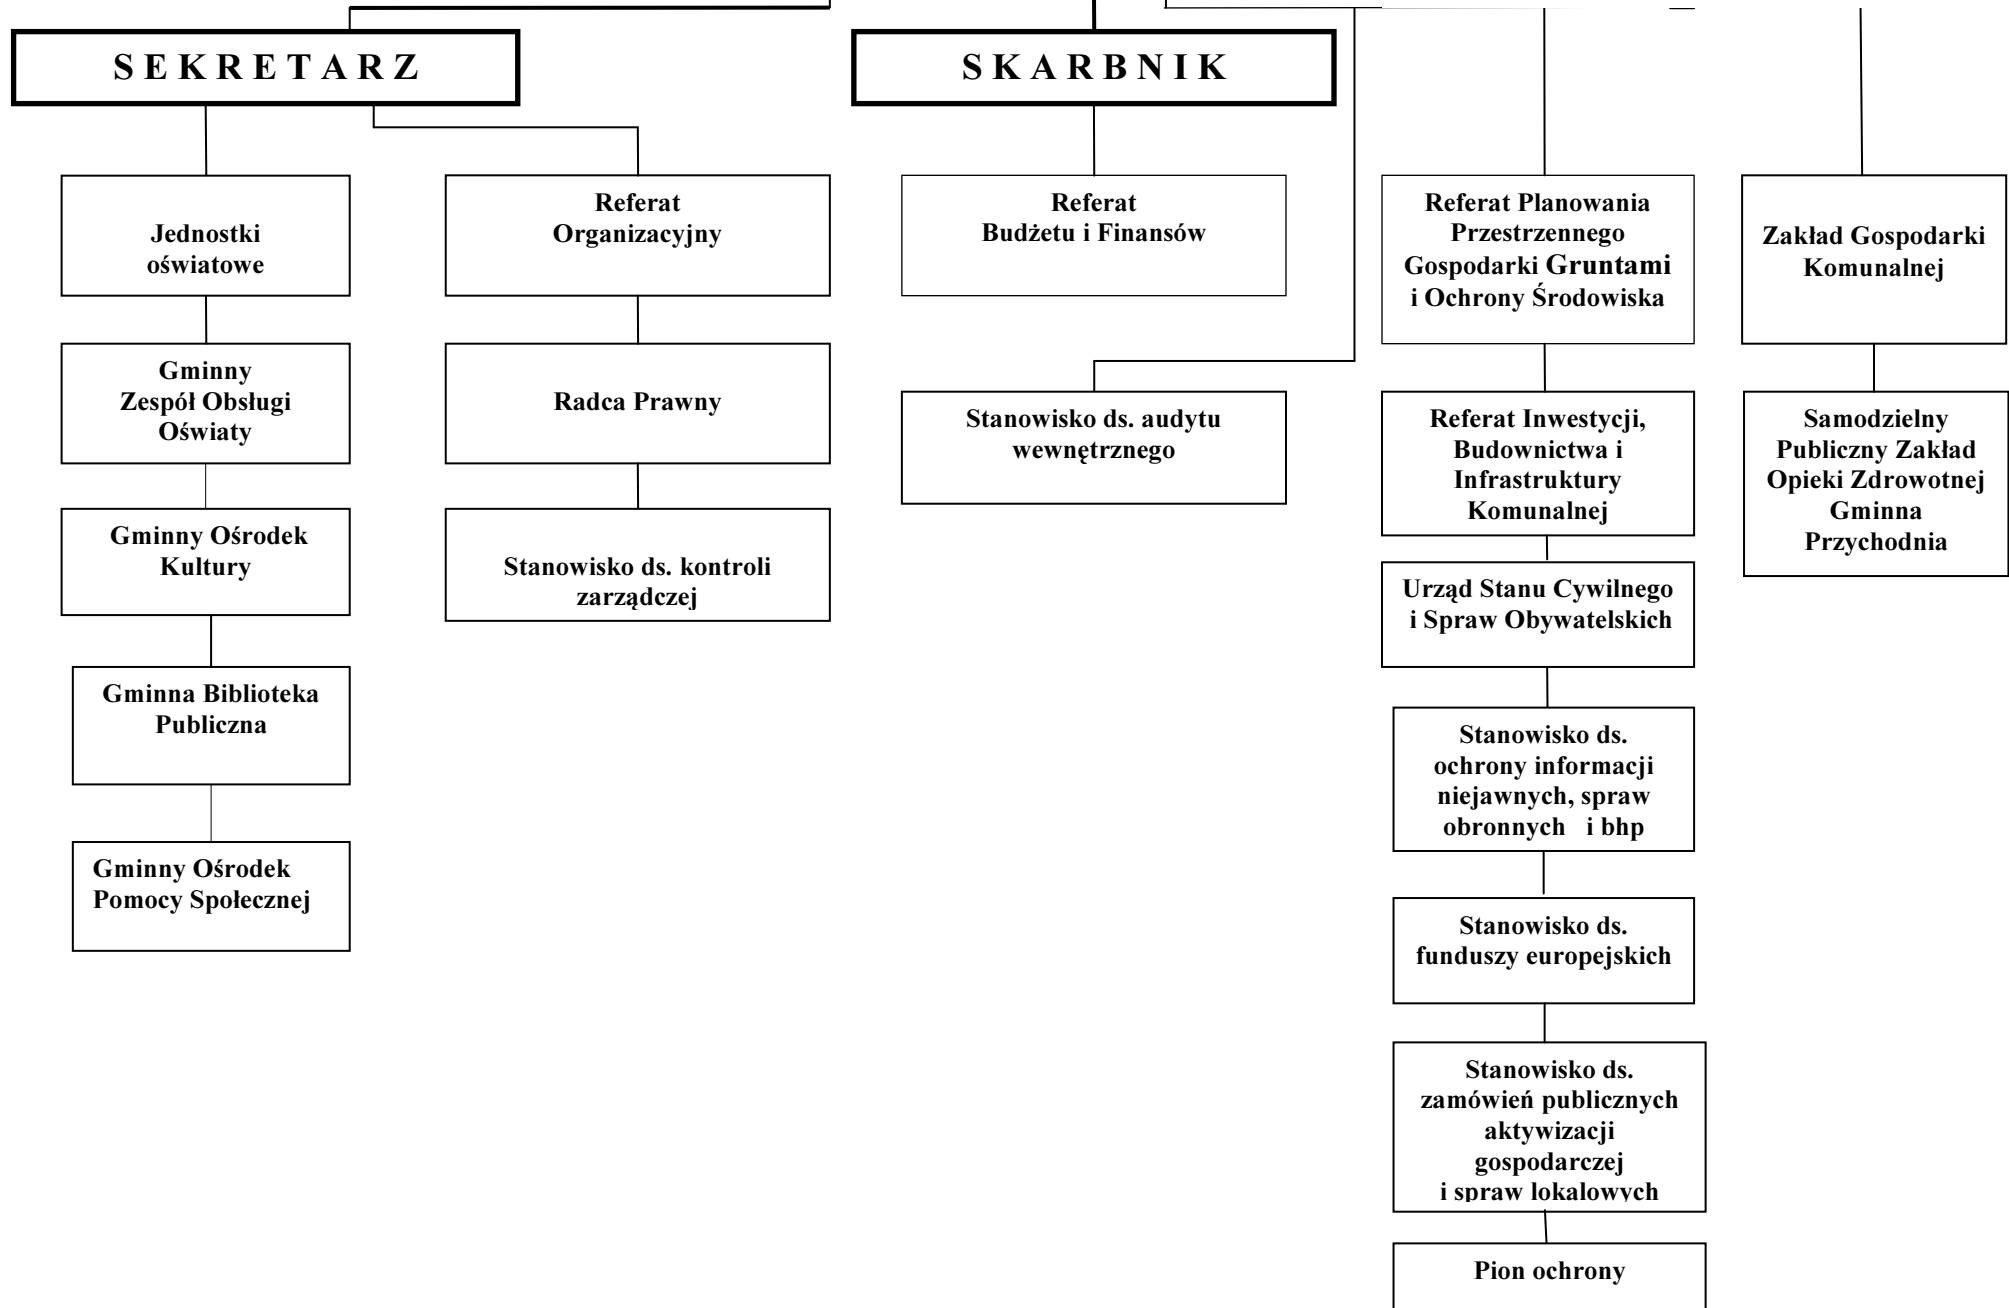 S E K R E T A R Z
S K A R B N I K
Jednostki
oświatowe
Gminny
Zespół Obsługi
Oświaty
Gminny Ośrodek
Kultury
Gminna Biblioteka
Publiczna
Gminny Ośrodek
Pomocy Społecznej
Referat
Organizacyjny
Radca Prawny
Stanowisko ds. kontroli
zarządczej
Referat
Budżetu i Finansów
Stanowisko ds. audytu
wewnętrznego
Referat Planowania
Przestrzennego
Gospodarki Gruntami
i Ochrony Środowiska
Referat Inwestycji,
Budownictwa i
Infrastruktury
Komunalnej
Urząd Stanu Cywilnego
i Spraw Obywatelskich
Stanowisko ds.
ochrony informacji
niejawnych, spraw
obronnych i bhp
Stanowisko ds.
funduszy europejskich
Stanowisko ds.
zamówień publicznych
aktywizacji
gospodarczej
i spraw lokalowych
Pion ochrony
Zakład Gospodarki
Komunalnej
Samodzielny
Publiczny Zakład
Opieki Zdrowotnej
Gminna
Przychodnia